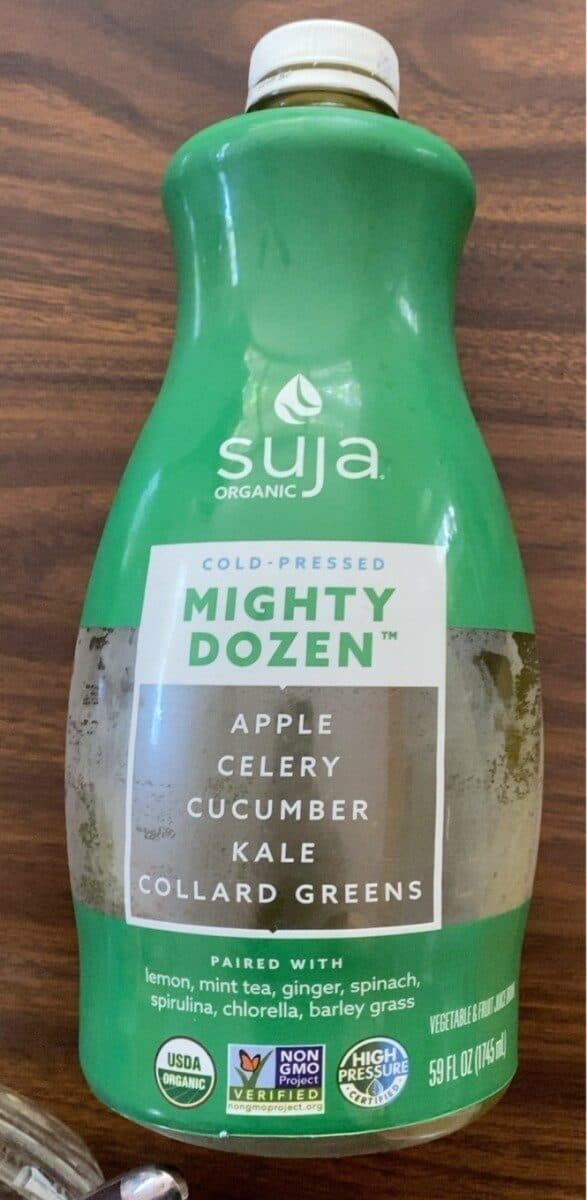 suja
ORGANIC
COLD-PRESSED
MIGHTY
DOZEN™
APPLE
CELERY
CUCUMBER
KALE
COLLARD GREENS
PAIRED WITH
lemon, mint tea, ginger, spinach,
spirulina, chlorella, barley grass
VEGETABLE & FRUIT JUICE
59 FL OZ (1745 mL)
USDA
ORGANIC
NON
GMO
Project
VERIFIED
nongmoproject.org
HIGH
PRESSURE
CERTIFIED